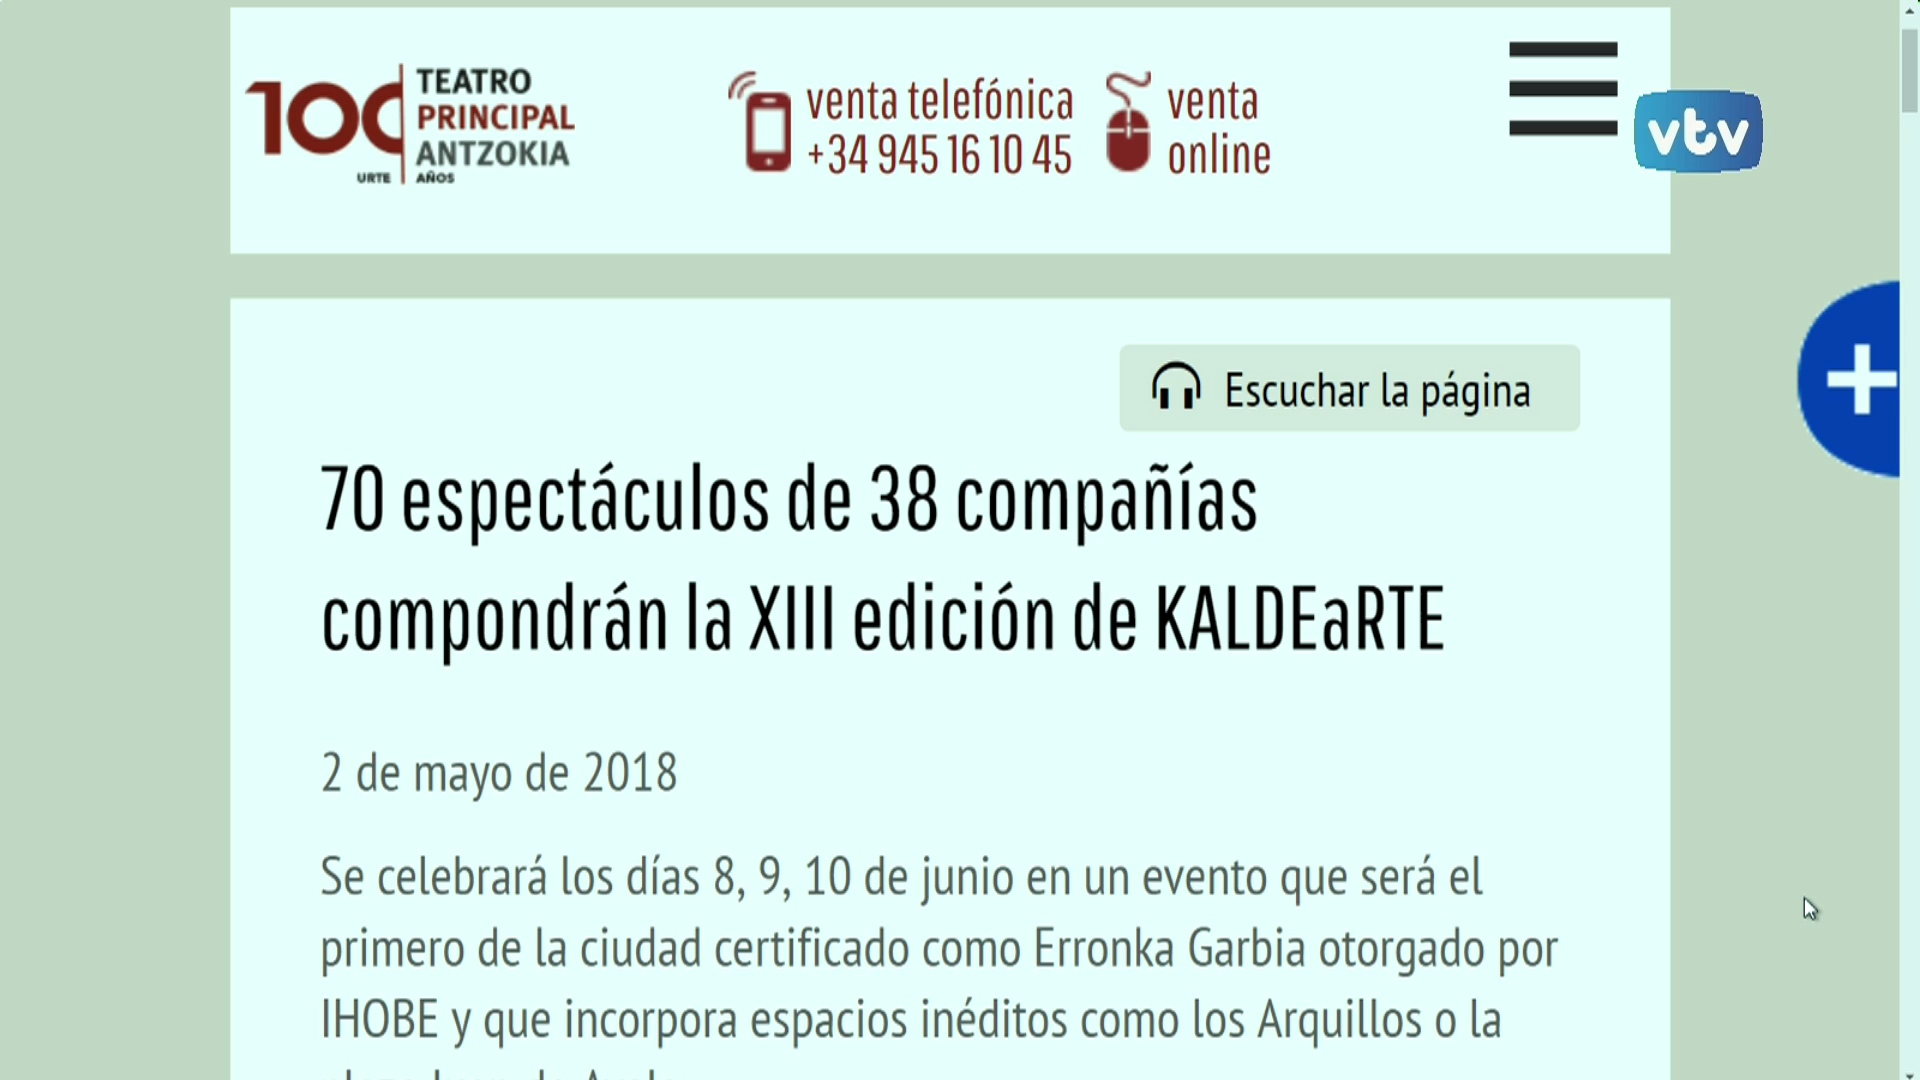 100
TEATRO
PRINCIPAL
ANTZOKIA
URTE AÑOS
venta telefónica
+34 945 16 10 45
venta
online
vtv
Escuchar la página
70 espectáculos de 38 compañías
compondrán la XIII edición de KALDEaRTE
2 de mayo de 2018
Se celebrará los días 8, 9, 10 de junio en un evento que será el
primero de la ciudad certificado como Erronka Garbia otorgado por
IHOBE y que incorpora espacios inéditos como los Arquillos o la